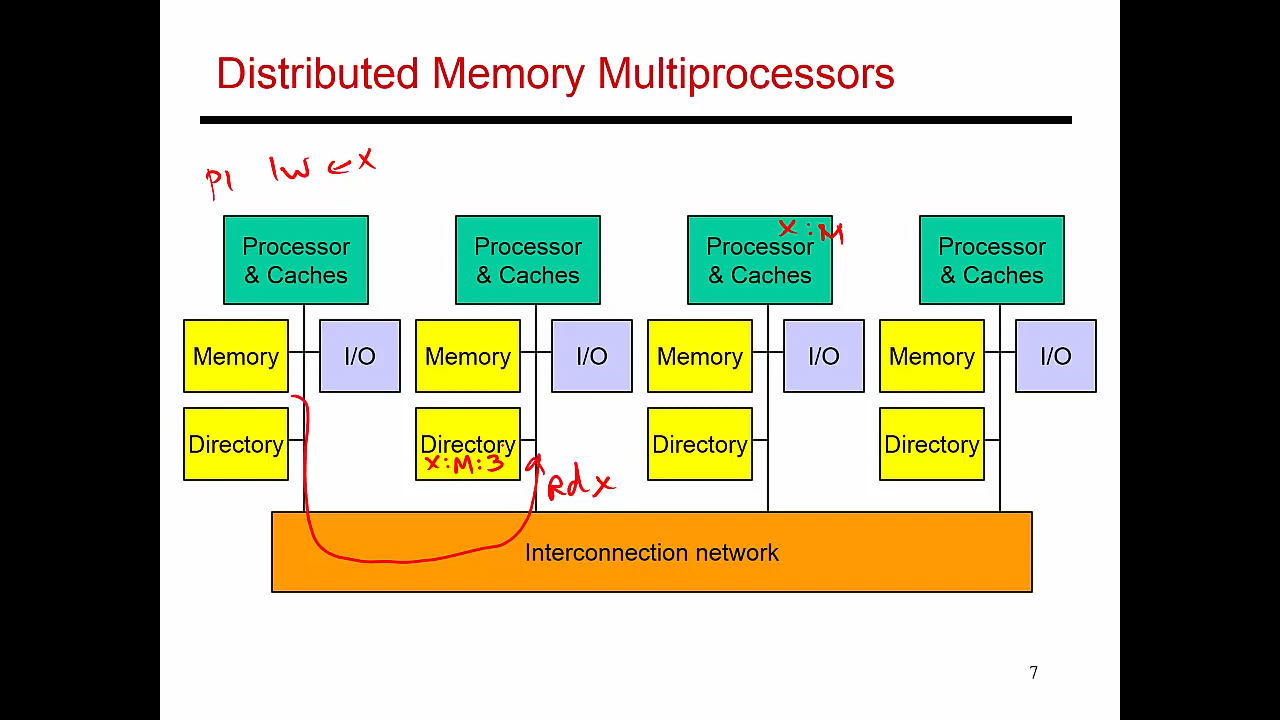 Distributed Memory Multiprocessors
P1 lw ← X
X : M
Processor & Caches
Processor & Caches
Processor & Caches
Processor & Caches
Memory
I/O
Memory
I/O
Memory
I/O
Memory
I/O
Directory
Directory
X:M:3
Directory
Directory
Rd X
Interconnection network
7